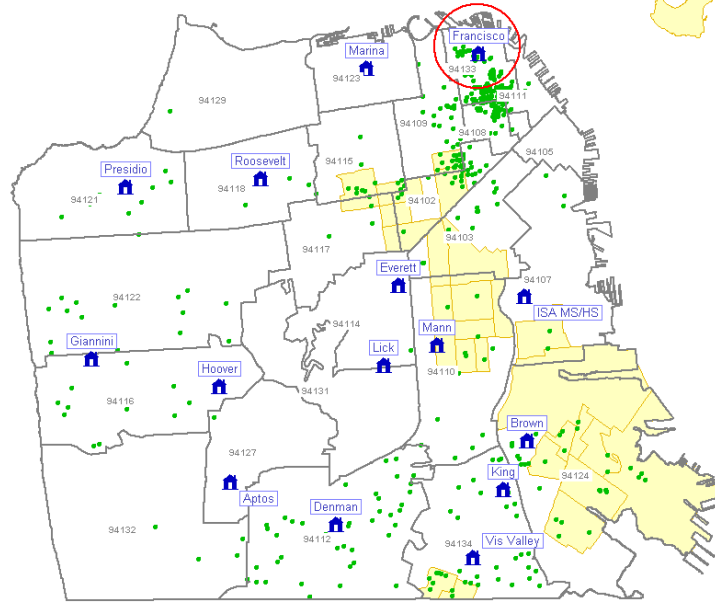 Francisco
Marina
94133
94123
94111
94129
94109
94108
94105
94115
Presidio
Roosevelt
94118
94121
94102
94103
94117
Everett
94107
94122
ISA MS/HS
94114
Mann
Giannini
Lick
Hoover
94110
94131
94116
Brown
94127
King
94124
Aptos
Denman
94132
94112
Vis Valley
94134